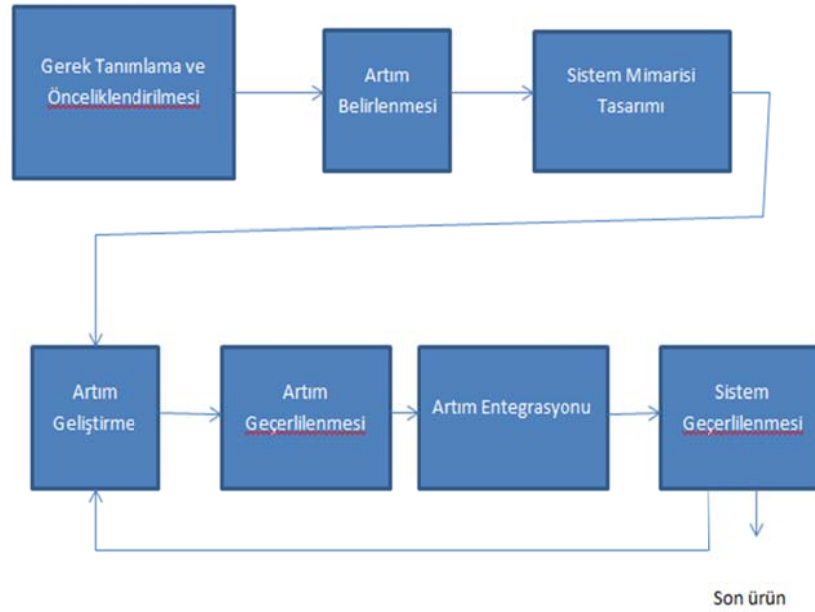 Gerek Tanımlama ve
Önceliklendirilmesi
Artım
Belirlenmesi
Sistem Mimarisi
Tasarımı
Artım
Geliştirme
Artım
Geçerlilenmesi
Artım Entegrasyonu
Sistem
Geçerlilenmesi
Son ürün